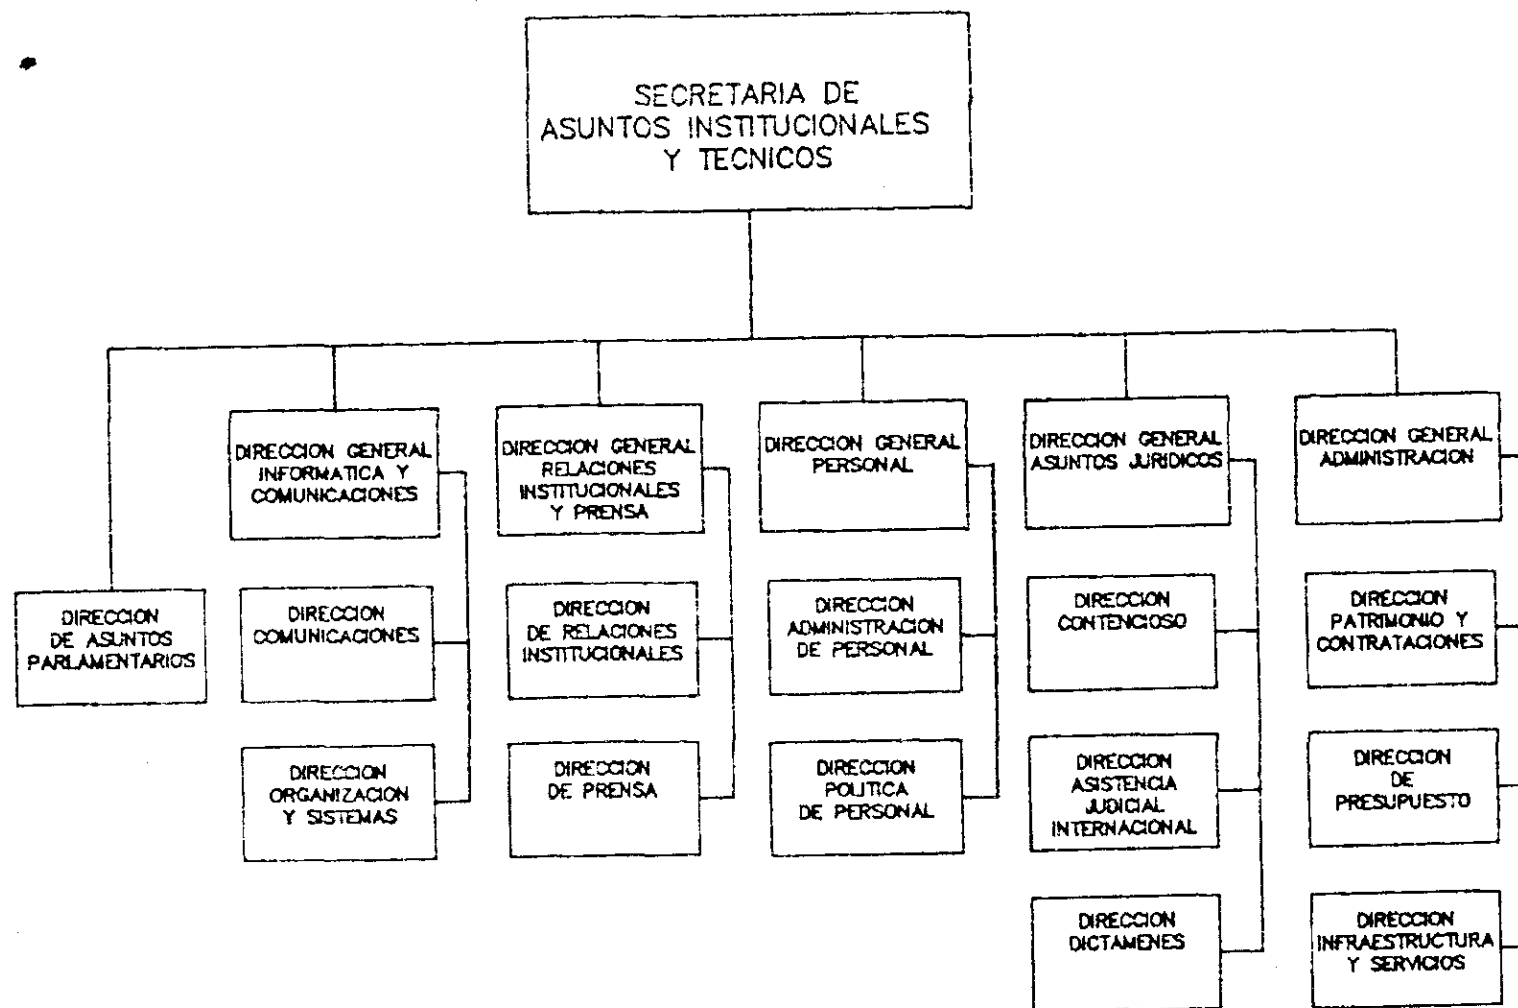 SECRETARIA DE
ASUNTOS INSTITUCIONALES
Y TECNICOS
DIRECCION
DE ASUNTOS
PARLAMENTARIOS
DIRECCION GENERAL
INFORMATICA Y
COMUNICACIONES
DIRECCION
COMUNICACIONES
DIRECCION
ORGANIZACION
Y SISTEMAS
DIRECCION GENERAL
RELACIONES
INSTITUCIONALES
Y PRENSA
DIRECCION
DE RELACIONES
INSTITUCIONALES
DIRECCION
DE PRENSA
DIRECCION GENERAL
PERSONAL
DIRECCION
ADMINISTRACION
DE PERSONAL
DIRECCION
POLITICA
DE PERSONAL
DIRECCION GENERAL
ASUNTOS JURIDICOS
DIRECCION
CONTENCIOSO
DIRECCION
ASISTENCIA
JUDICIAL
INTERNACIONAL
DIRECCION
DICTAMENES
DIRECCION GENERAL
ADMINISTRACION
DIRECCION
PATRIMONIO Y
CONTRATACIONES
DIRECCION
DE
PRESUPUESTO
DIRECCION
INFRAESTRUCTURA
Y SERVICIOS